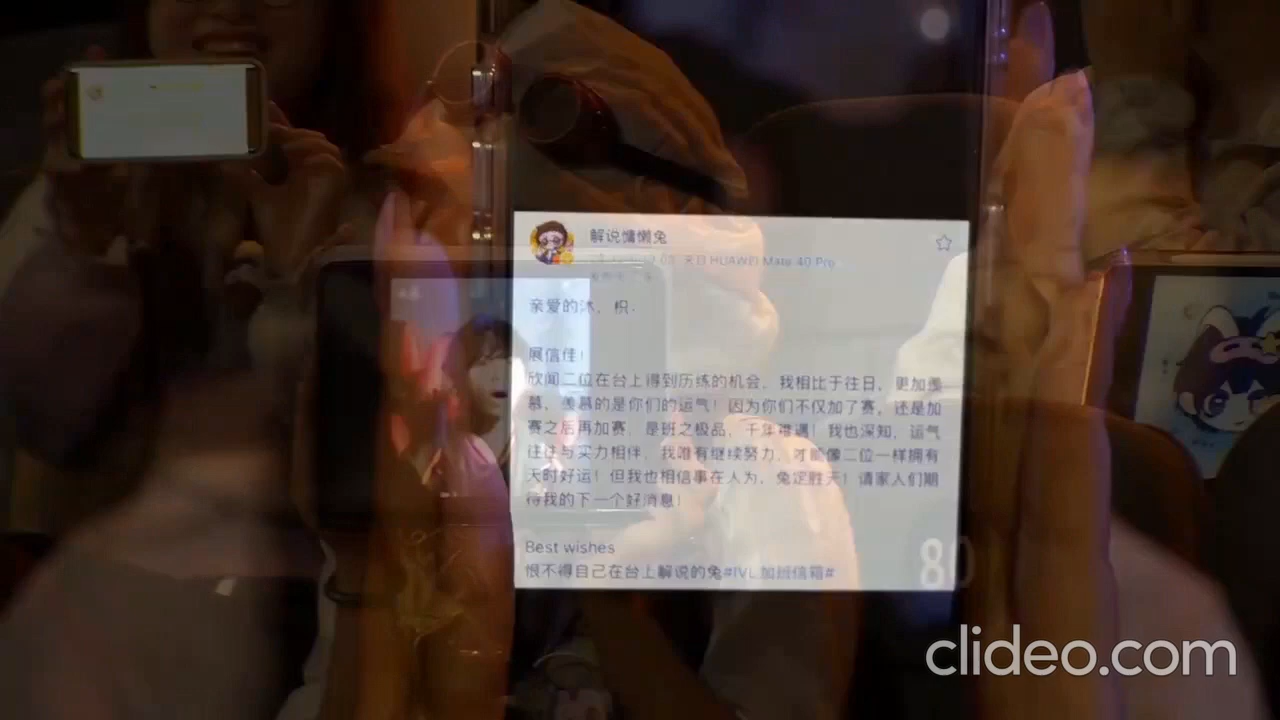 解说慵懒兔
来自 HUAWEI Mate 40 Pro
亲爱的沐、枳：
展信佳！
欣闻二位在台上得到历练的机会，我相比于往日，更加羡
慕，羡慕的是你们的运气！因为你们不仅加了赛，还是加
赛之后再加赛，是班之极品，千年难遇！我也深知，运气
往往与实力相伴，我唯有继续努力，才能像二位一样拥有
天时好运！但我也相信事在人为，兔定胜天！请家人们期
待我的下一个好消息！
Best wishes
恨不得自己在台上解说的兔#IVL加班信箱#
80
clideo.com